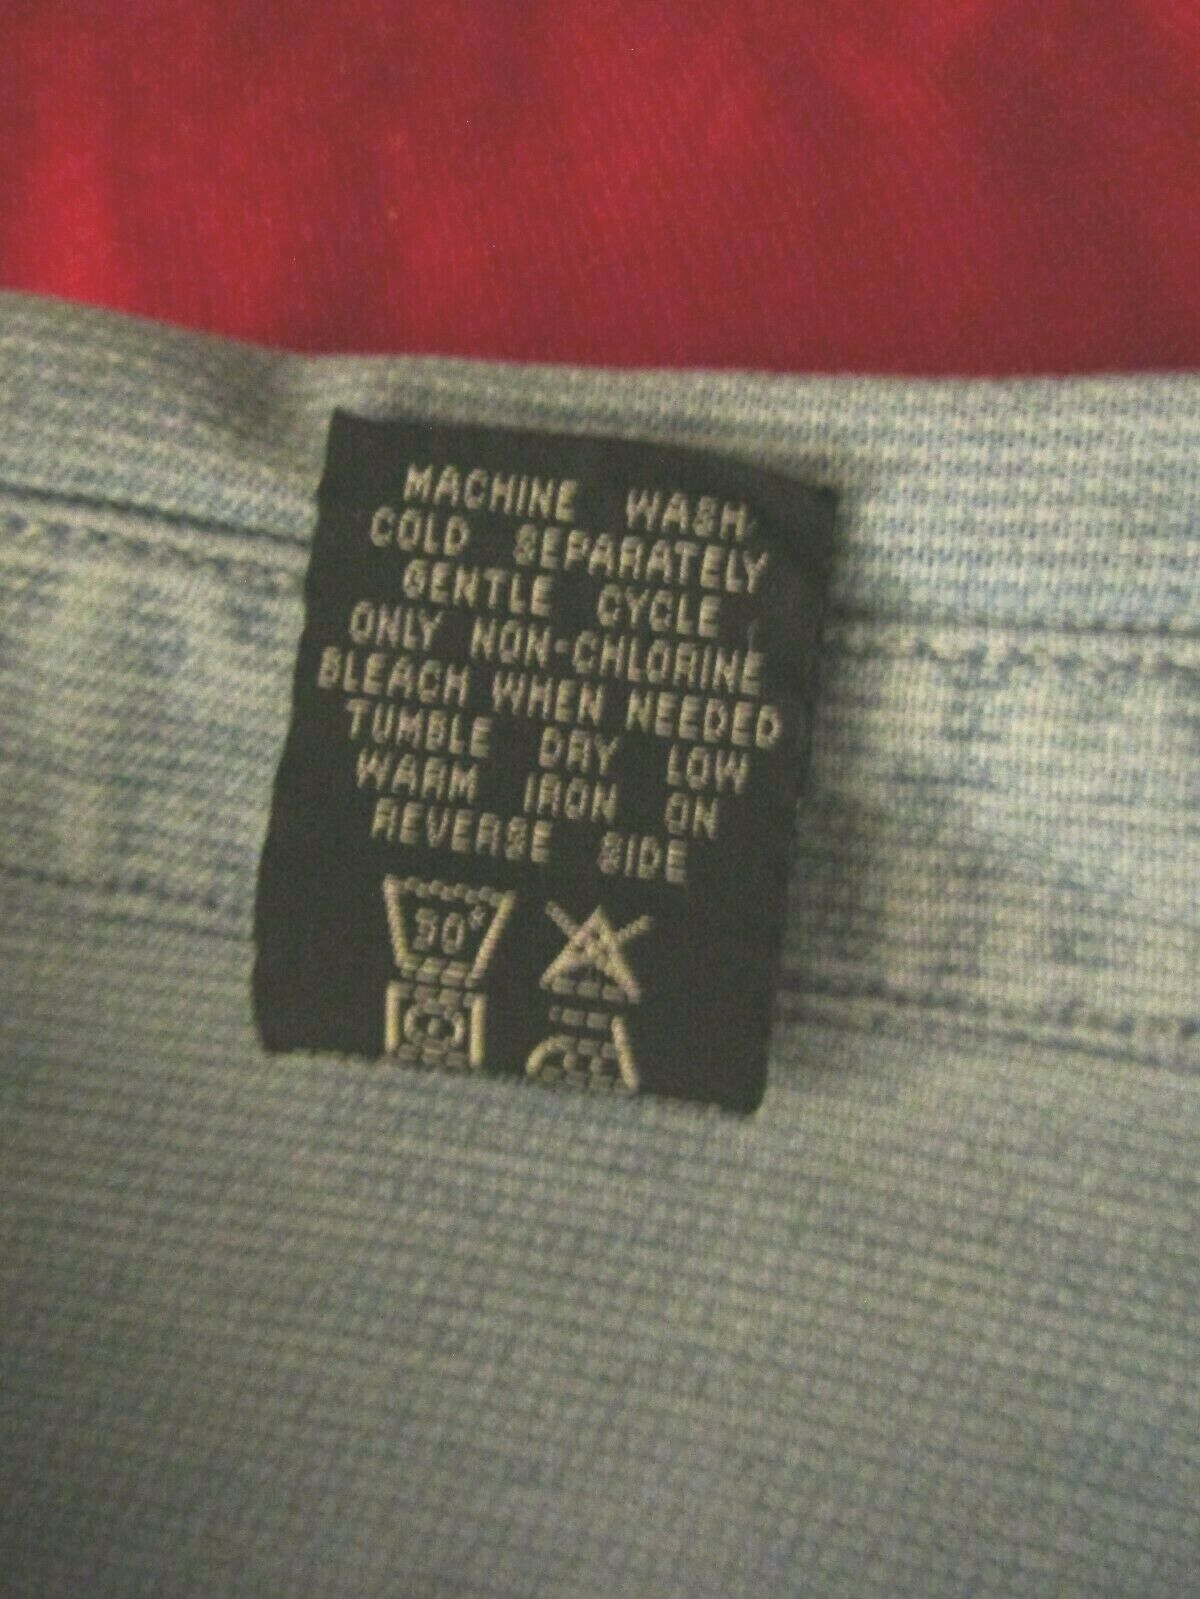 MACHINE WASH
COLD SEPARATELY
GENTLE CYCLE
ONLY NON-CHLORINE
BLEACH WHEN NEEDED
TUMBLE DRY LOW
WARM IRON ON
REVERSE SIDE